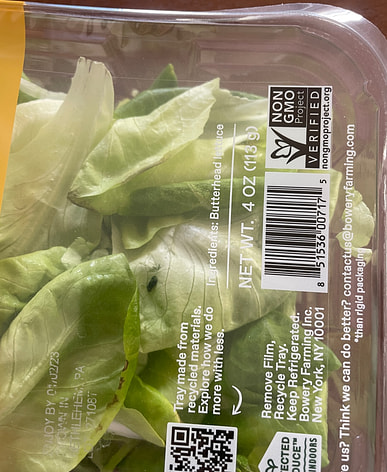 NON
GMO
Project
VERIFIED
nongmoproject.org
Ingredients: Butterhead Lettuce
NET WT. 4 OZ (113 g)
8 51536 00717 5
Tray made from
recycled materials.
Explore how we do
more with less.
Remove Film,
Recycle Tray.
Keep Refrigerated.
Bowery Farming Inc.
New York, NY 10001
e us? Think we can do better? contactus@boweryfarming.com
*than rigid packaging